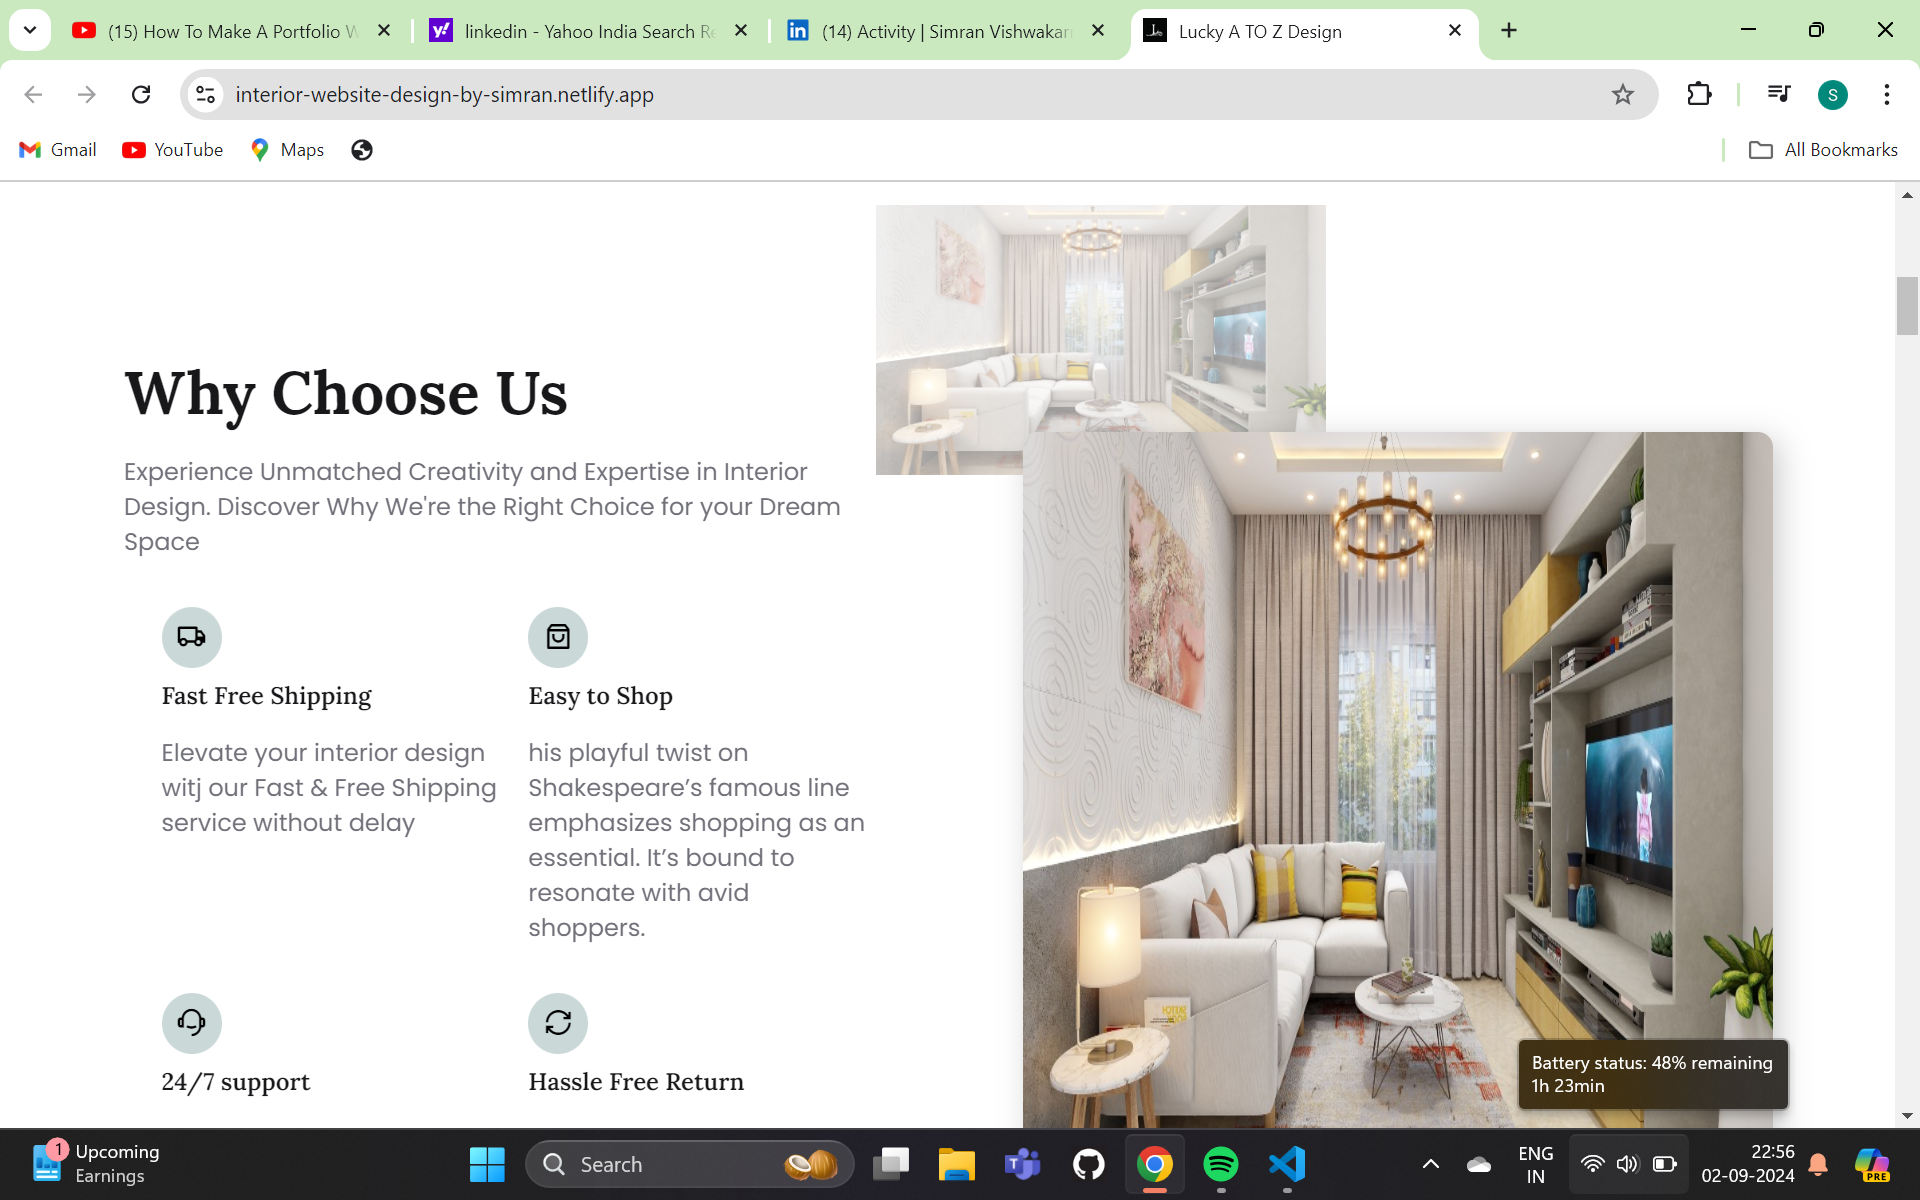 (15) How To Make A Portfolio W
linkedin - Yahoo India Search Re
(14) Activity | Simran Vishwakar
Lucky A TO Z Design
interior-website-design-by-simran.netlify.app
S
Gmail
YouTube
Maps
All Bookmarks
Why Choose Us
Experience Unmatched Creativity and Expertise in Interior
Design. Discover Why We're the Right Choice for your Dream
Space
Fast Free Shipping
Elevate your interior design
witj our Fast & Free Shipping
service without delay
Easy to Shop
his playful twist on
Shakespeare’s famous line
emphasizes shopping as an
essential. It’s bound to
resonate with avid
shoppers.
24/7 support
Hassle Free Return
Battery status: 48% remaining
1h 23min
1
Upcoming
Earnings
Search
ENG
IN
22:56
02-09-2024
PRE